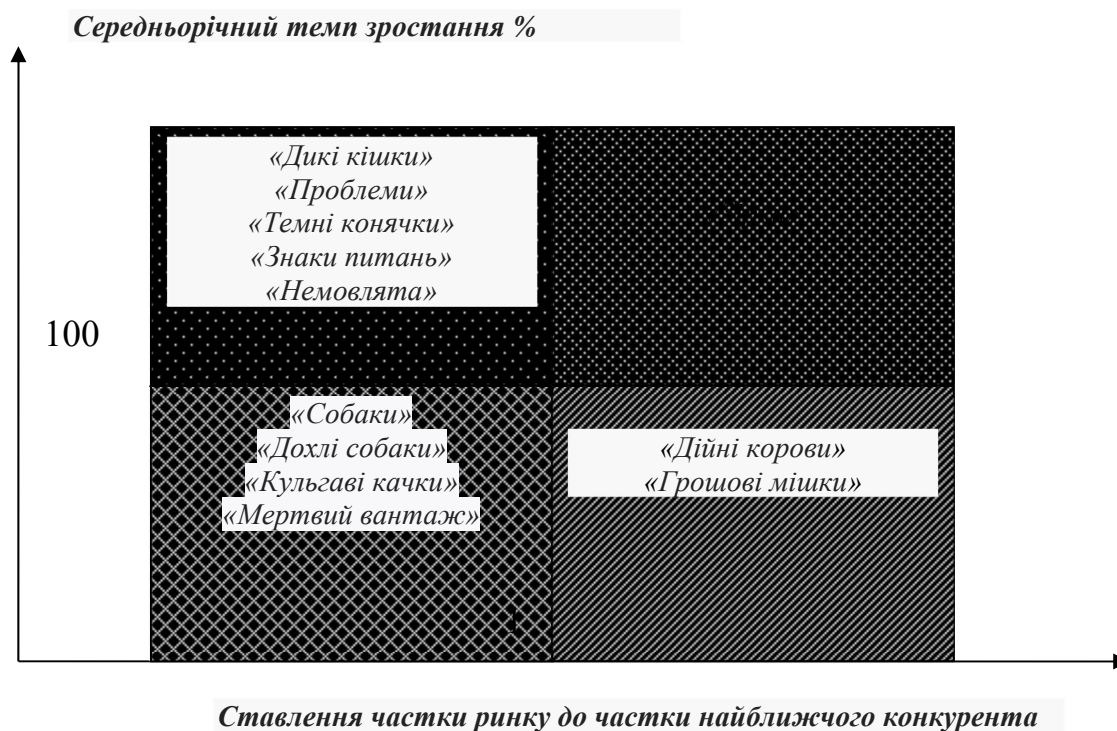 Середньорічний темп зростання %
«Дикі кішки»
«Проблеми»
«Темні конячки»
«Знаки питань»
«Немовлята»
100
«Собаки»
«Дохлі собаки»
«Кульгаві качки»
«Мертвий вантаж»
«Дійні корови»
«Грошові мішки»
Ставлення частки ринку до частки найближчого конкурента